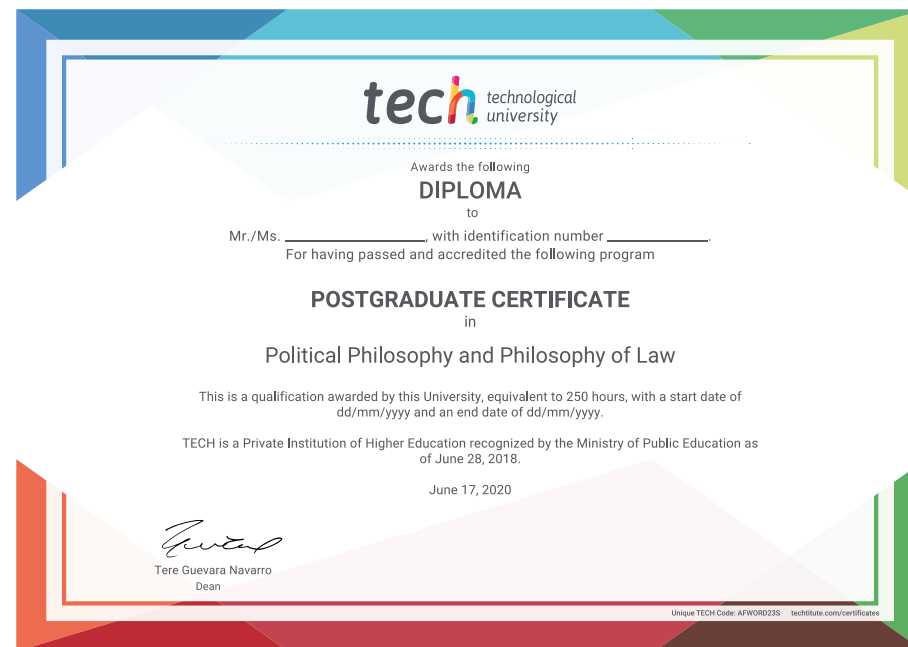 tech technological
university
Awards the following
DIPLOMA
to
Mr./Ms. ____________________, with identification number ______________.
For having passed and accredited the following program
POSTGRADUATE CERTIFICATE
in
Political Philosophy and Philosophy of Law
This is a qualification awarded by this University, equivalent to 250 hours, with a start date of
dd/mm/yyyy and an end date of dd/mm/yyyy.
TECH is a Private Institution of Higher Education recognized by the Ministry of Public Education as
of June 28, 2018.
June 17, 2020
Tere Guevara Navarro
Dean
Unique TECH Code: AFWORD23S techtitute.com/certificates